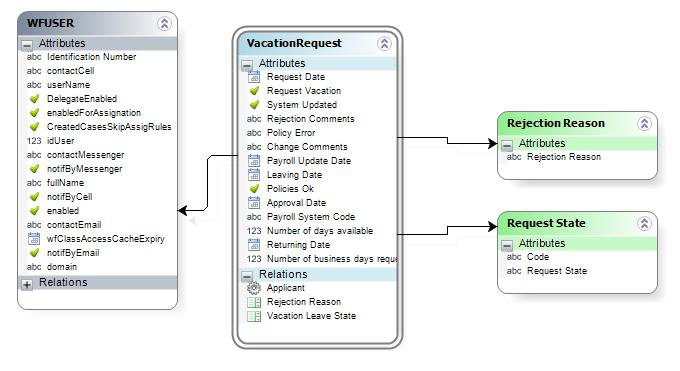 WFUSER
Attributes
abc Identification Number
abc contactCell
abc userName
DelegateEnabled
enabledForAssignation
CreatedCasesSkipAssigRules
123 idUser
abc contactMessenger
notifByMessenger
abc fullName
notifByCell
enabled
abc contactEmail
wfClassAccessCacheExpiry
notifByEmail
abc domain
Relations
VacationRequest
Attributes
Request Date
Request Vacation
System Updated
abc Rejection Comments
abc Policy Error
abc Change Comments
Payroll Update Date
Leaving Date
Policies Ok
Approval Date
abc Payroll System Code
123 Number of days available
Returning Date
123 Number of business days reque
Relations
Applicant
Rejection Reason
Vacation Leave State
Rejection Reason
Attributes
abc Rejection Reason
Request State
Attributes
abc Code
abc Request State